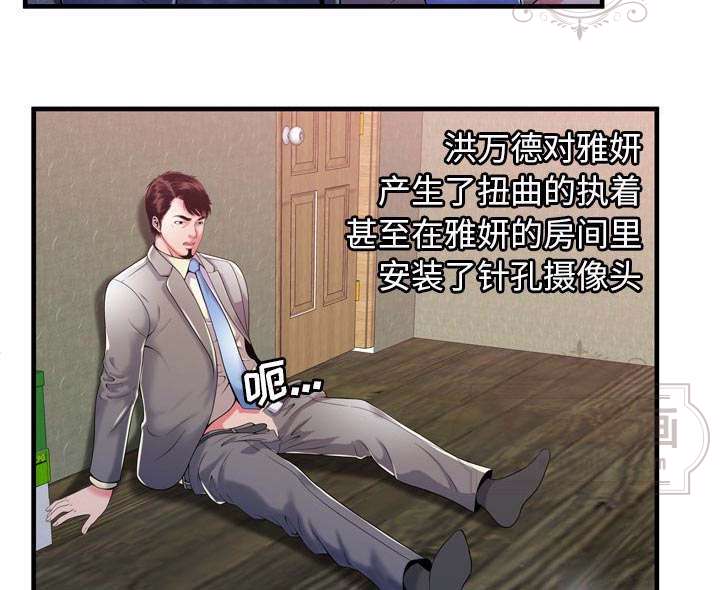 洪万德对雅妍
产生了扭曲的执着
甚至在雅妍的房间里
安装了针孔摄像头
呃...
画